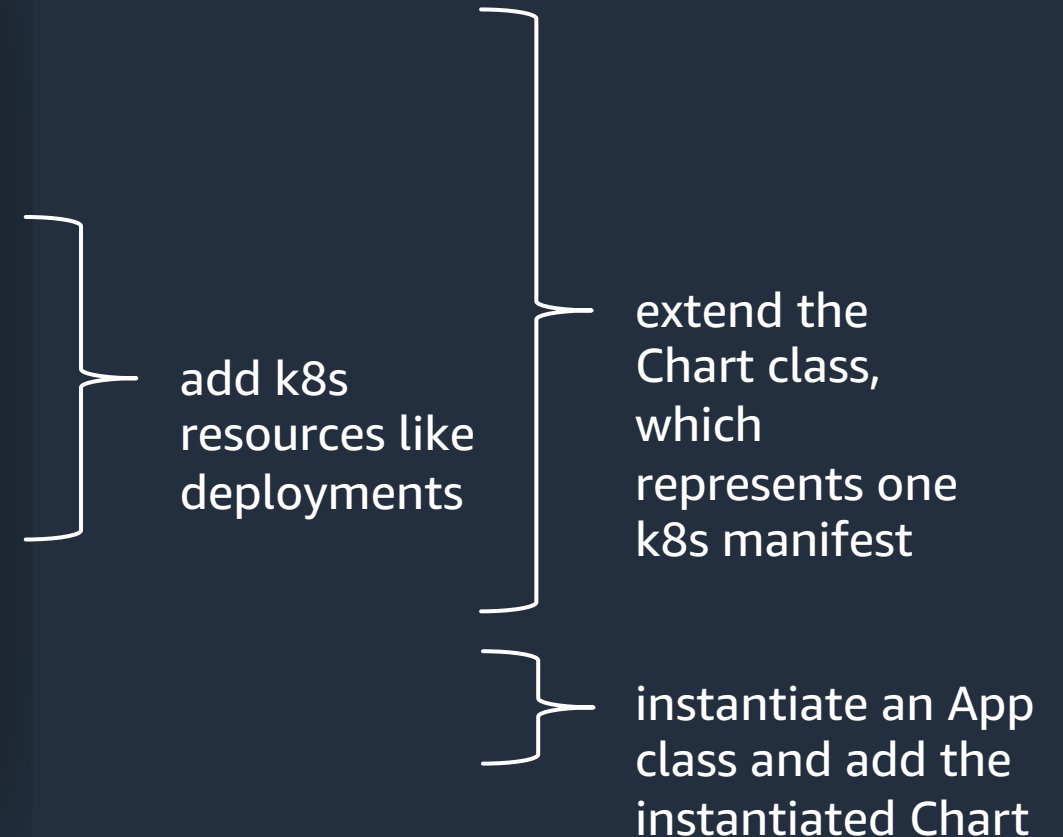 add k8s
resources like
deployments
extend the
Chart class,
which
represents one
k8s manifest
instantiate an App
class and add the
instantiated Chart